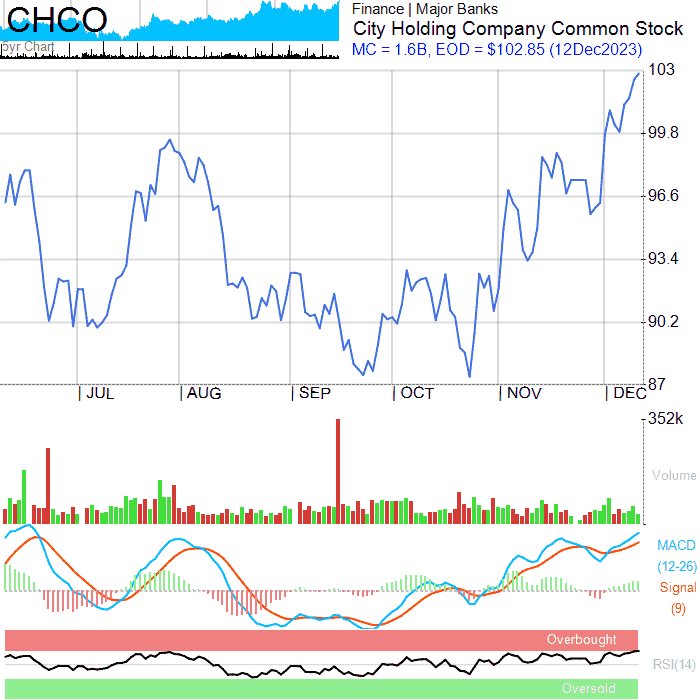 CHCO
5yr Chart
Finance | Major Banks
City Holding Company Common Stock
MC = 1.6B, EOD = $102.85 (12Dec2023)
103
99.8
96.6
93.4
90.2
87
| JUL | AUG | SEP | OCT | NOV | DEC
352k
Volume
MACD
(12-26)
Signal
(9)
Overbought
RSI(14)
Oversold